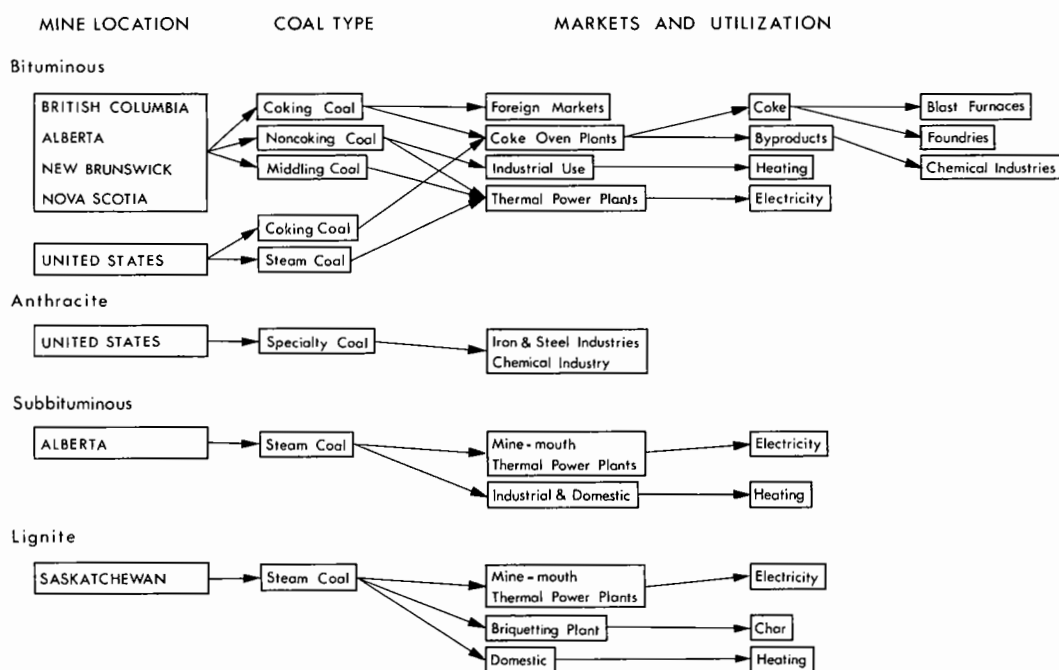 MINE LOCATION COAL TYPE MARKETS AND UTILIZATION
Bituminous
BRITISH COLUMBIA
ALBERTA
NEW BRUNSWICK
NOVA SCOTIA
UNITED STATES
Coking Coal
Noncoking Coal
Middling Coal
Coking Coal
Steam Coal
Foreign Markets
Coke Oven Plants
Industrial Use
Thermal Power Plants
Coke
Byproducts
Heating
Electricity
Blast Furnaces
Foundries
Chemical Industries
Anthracite
UNITED STATES
Specialty Coal
Iron & Steel Industries
Chemical Industry
Subbituminous
ALBERTA
Steam Coal
Mine-mouth
Thermal Power Plants
Electricity
Industrial & Domestic
Heating
Lignite
SASKATCHEWAN
Steam Coal
Mine-mouth
Thermal Power Plants
Electricity
Briquetting Plant
Char
Domestic
Heating